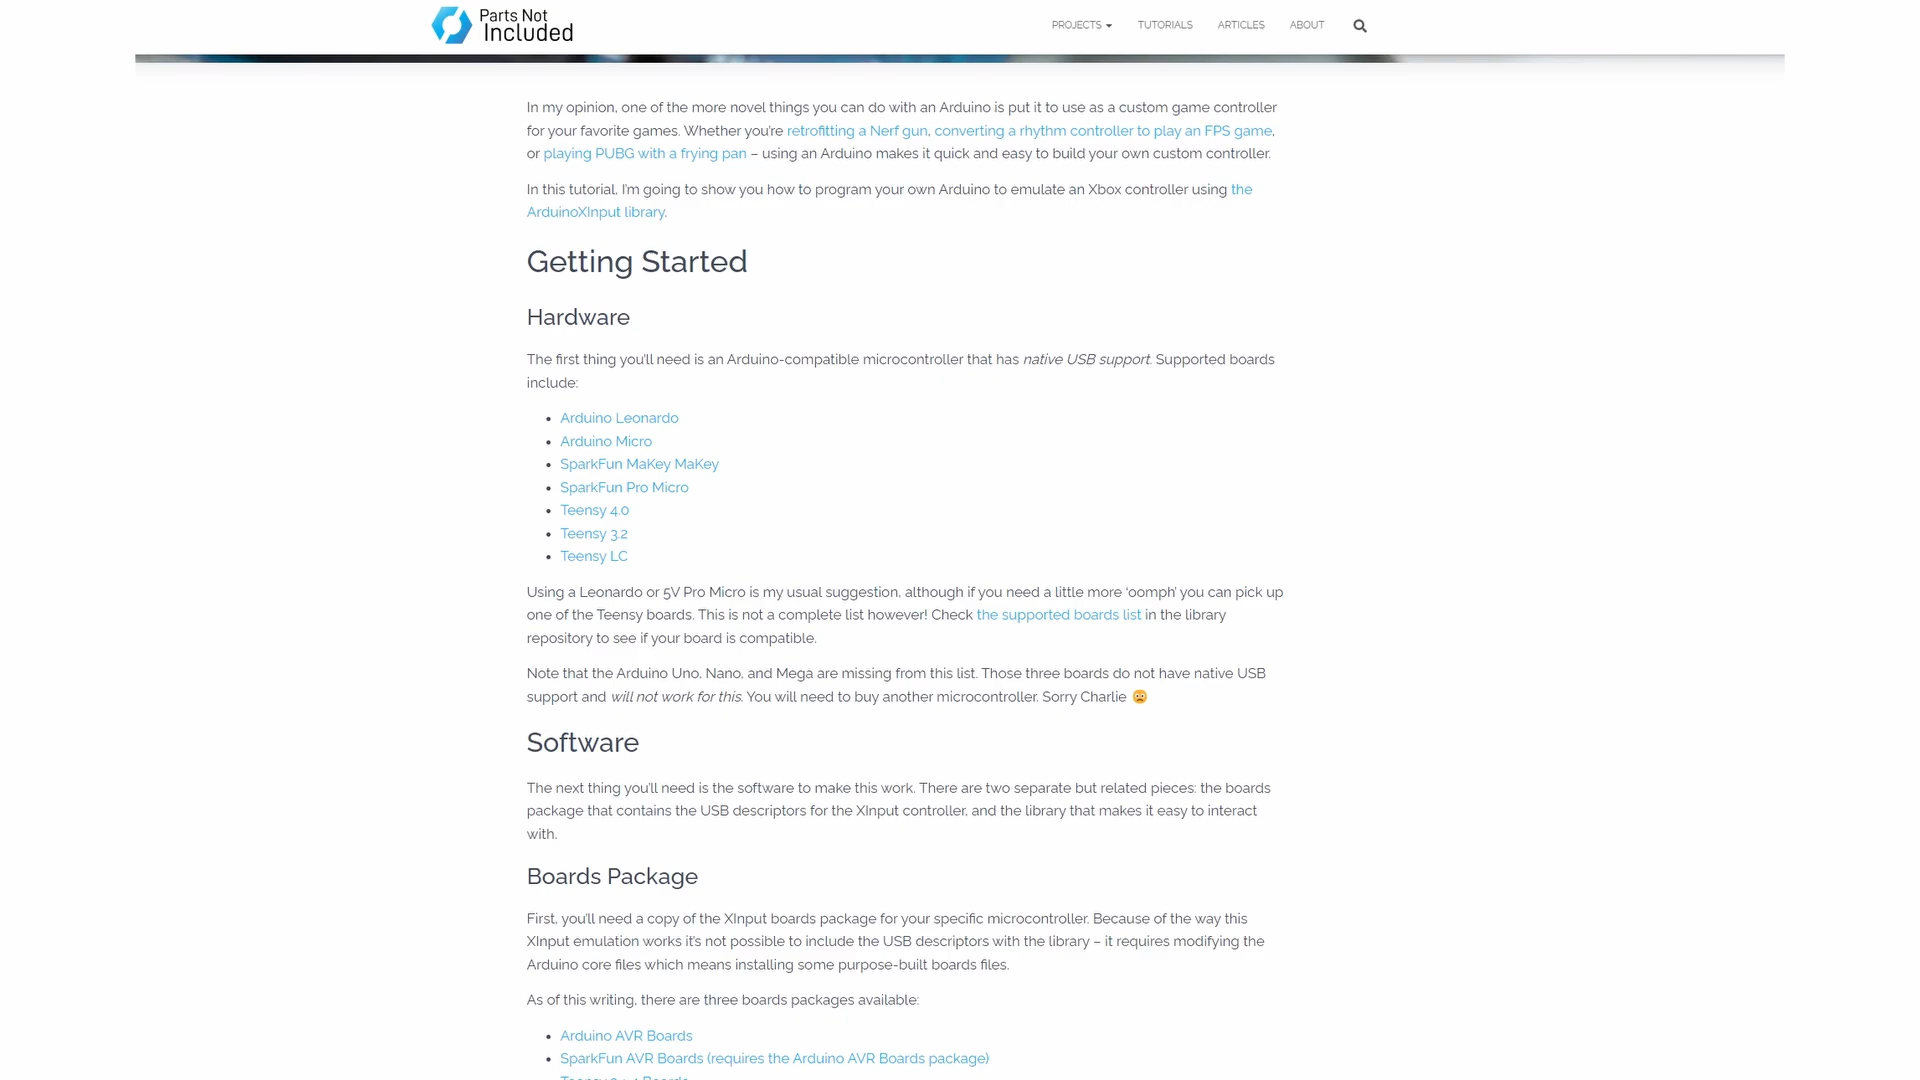 Parts Not
Included
PROJECTS
TUTORIALS
ARTICLES
ABOUT
In my opinion, one of the more novel things you can do with an Arduino is put it to use as a custom game controller
for your favorite games. Whether you're retrofitting a Nerf gun, converting a rhythm controller to play an FPS game,
or playing PUBG with a frying pan – using an Arduino makes it quick and easy to build your own custom controller.
In this tutorial, I'm going to show you how to program your own Arduino to emulate an Xbox controller using the
ArduinoXInput library.
Getting Started
Hardware
The first thing you'll need is an Arduino-compatible microcontroller that has native USB support. Supported boards
include:
• Arduino Leonardo
• Arduino Micro
• SparkFun MaKey MaKey
• SparkFun Pro Micro
• Teensy 4.0
• Teensy 3.2
• Teensy LC
Using a Leonardo or 5V Pro Micro is my usual suggestion, although if you need a little more ‘oomph’ you can pick up
one of the Teensy boards. This is not a complete list however! Check the supported boards list in the library
repository to see if your board is compatible.
Note that the Arduino Uno, Nano, and Mega are missing from this list. Those three boards do not have native USB
support and will not work for this. You will need to buy another microcontroller. Sorry Charlie
Software
The next thing you'll need is the software to make this work. There are two separate but related pieces: the boards
package that contains the USB descriptors for the XInput controller, and the library that makes it easy to interact
with.
Boards Package
First, you'll need a copy of the XInput boards package for your specific microcontroller. Because of the way this
XInput emulation works it's not possible to include the USB descriptors with the library – it requires modifying the
Arduino core files which means installing some purpose-built boards files.
As of this writing, there are three boards packages available:
• Arduino AVR Boards
• SparkFun AVR Boards (requires the Arduino AVR Boards package)